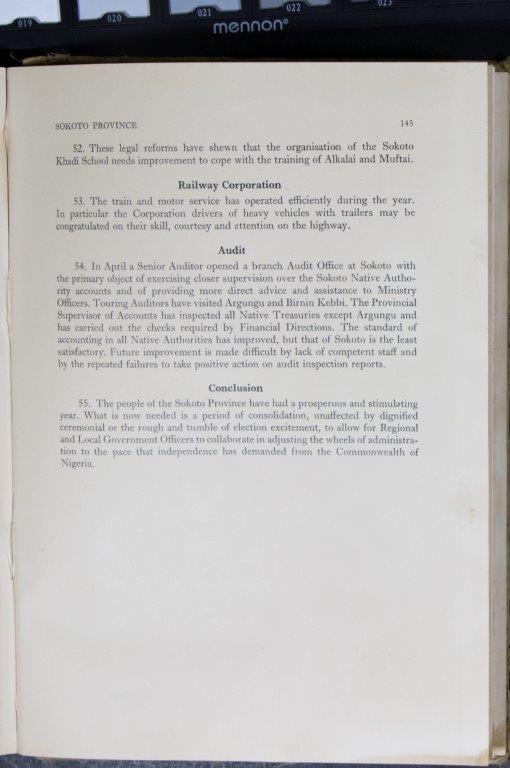 019 020 021 022 023
mennon®
SOKOTO PROVINCE 145
52. These legal reforms have shewn that the organisation of the Sokoto
Khadi School needs improvement to cope with the training of Alkalai and Muftai.
Railway Corporation
53. The train and motor service has operated efficiently during the year.
In particular the Corporation drivers of heavy vehicles with trailers may be
congratulated on their skill, courtesy and attention on the highway.
Audit
54. In April a Senior Auditor opened a branch Audit Office at Sokoto with
the primary object of exercising closer supervision over the Sokoto Native Autho-
rity accounts and of providing more direct advice and assistance to Ministry
Officers. Touring Auditors have visited Argungu and Birnin Kebbi. The Provincial
Supervisor of Accounts has inspected all Native Treasuries except Argungu and
has carried out the checks required by Financial Directions. The standard of
accounting in all Native Authorities has improved, but that of Sokoto is the least
satisfactory. Future improvement is made difficult by lack of competent staff and
by the repeated failures to take positive action on audit inspection reports.
Conclusion
55. The people of the Sokoto Province have had a prosperous and stimulating
year. What is now needed is a period of consolidation, unaffected by dignified
ceremonial or the rough and tumble of election excitement, to allow for Regional
and Local Government Officers to collaborate in adjusting the wheels of administra-
tion to the pace that independence has demanded from the Commonwealth of
Nigeria.